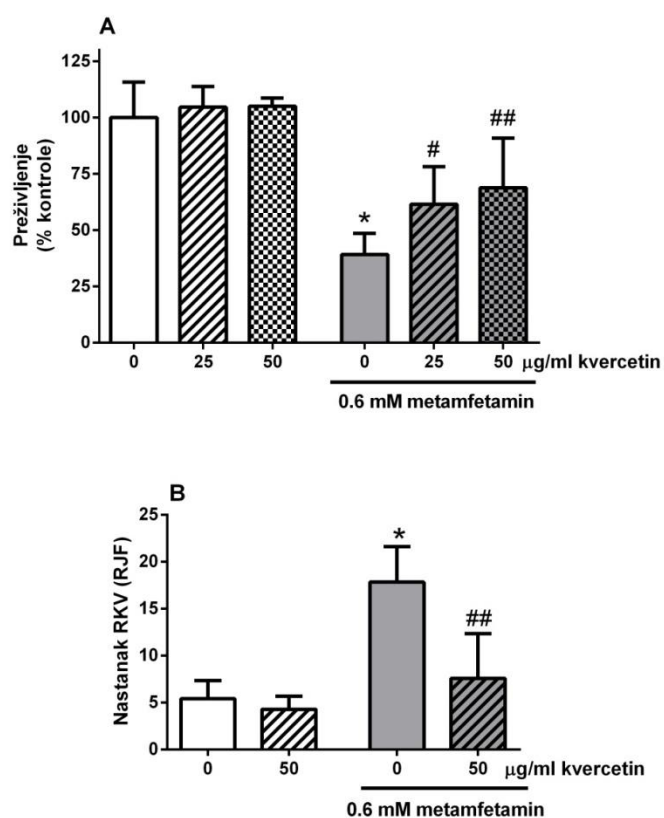 A
Preživljenje
(% kontrole)
125
100
75
50
25
0
*
#
##
0 25 50 0 25 50 μg/ml kvercetin
0.6 mM metamfetamin
B
Nastanak RKV (RJF)
25
20
15
10
5
0
*
##
0 50 0 50 μg/ml kvercetin
0.6 mM metamfetamin